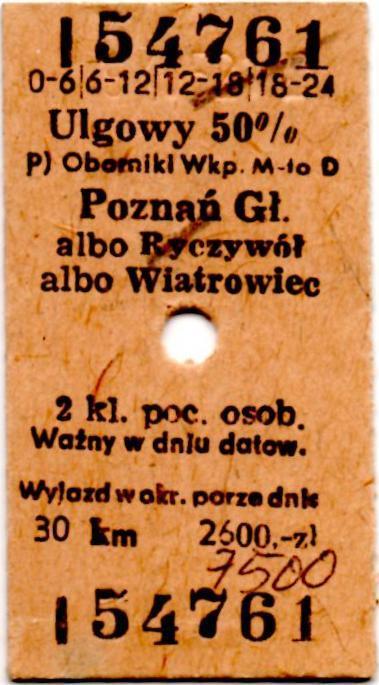 154761
0-6|6-12|12-18|18-24
Ulgowy 50%
P) Oborniki Wkp. M-to D
Poznań Gł.
albo Ryczywół
albo Wiatrowiec
2 kl. poc. osob.
Ważny w dniu datow.
Wyjazd w okr. porze dnia
30 km 2600,-zł
7500
154761